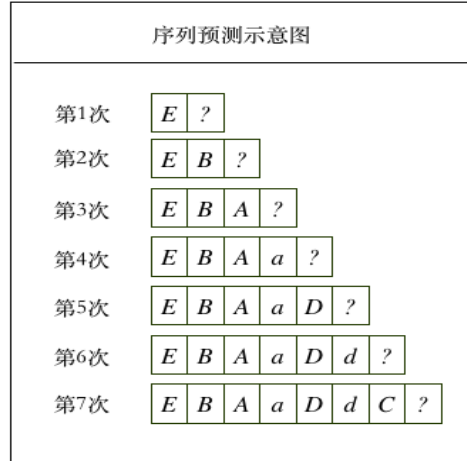 序列预测示意图
第1次 E ?
第2次 E B ?
第3次 E B A ?
第4次 E B A a ?
第5次 E B A a D ?
第6次 E B A a D d ?
第7次 E B A a D d C ?